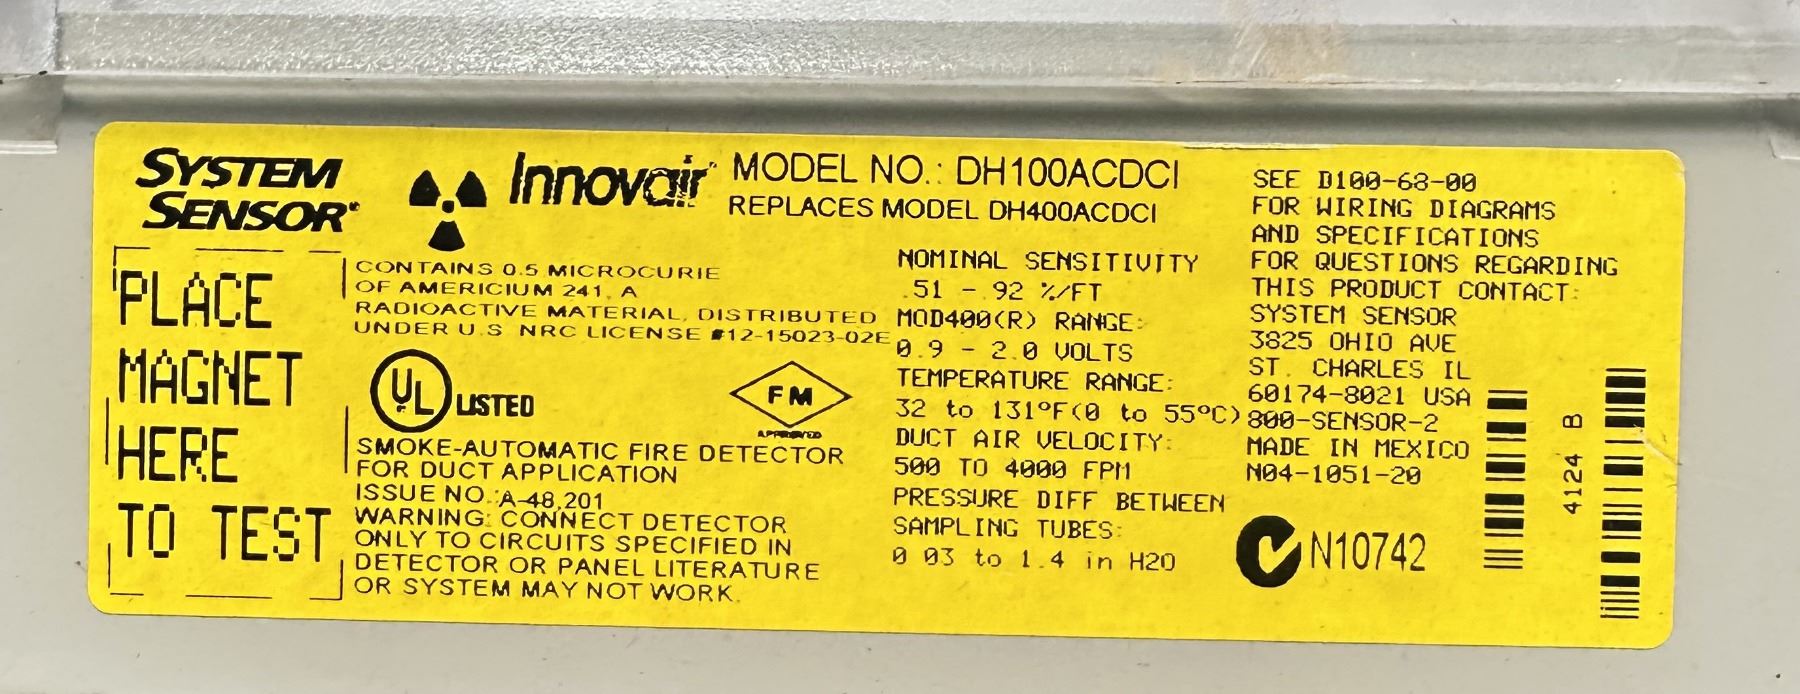 SYSTEM
SENSOR
Innovair
MODEL NO.: DH100ACDCI
REPLACES MODEL DH400ACDCI
PLACE
MAGNET
HERE
TO TEST
CONTAINS 0.5 MICROCURIE
OF AMERICIUM 241. A
RADIOACTIVE MATERIAL, DISTRIBUTED
UNDER U.S. NRC LICENSE #12-15023-02E
UL LISTED
FM
APPROVED
SMOKE-AUTOMATIC FIRE DETECTOR
FOR DUCT APPLICATION
ISSUE NO.: A-48,201
WARNING: CONNECT DETECTOR
ONLY TO CIRCUITS SPECIFIED IN
DETECTOR OR PANEL LITERATURE
OR SYSTEM MAY NOT WORK.
NOMINAL SENSITIVITY
.51 - .92 %/FT
MOD400(R) RANGE:
0.9 - 2.0 VOLTS
TEMPERATURE RANGE:
32 to 131ºF(0 to 55ºC)
DUCT AIR VELOCITY:
500 TO 4000 FPM
PRESSURE DIFF BETWEEN
SAMPLING TUBES:
0.03 to 1.4 in H2O
SEE D100-68-00
FOR WIRING DIAGRAMS
AND SPECIFICATIONS
FOR QUESTIONS REGARDING
THIS PRODUCT CONTACT:
SYSTEM SENSOR
3825 OHIO AVE
ST. CHARLES IL
60174-8021 USA
800-SENSOR-2
MADE IN MEXICO
N04-1051-20
N10742
4124 B